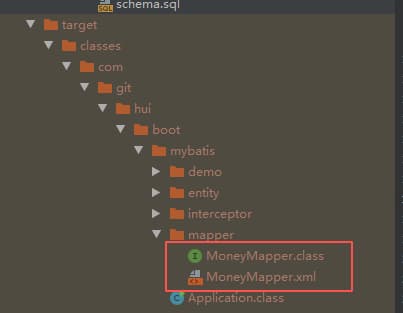 schema.sql
target
classes
com
git
hui
boot
mybatis
demo
entity
interceptor
mapper
MoneyMapper.class
MoneyMapper.xml
Application.class